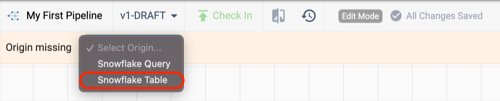 My First Pipeline v1-DRAFT Check In Edit Mode All Changes Saved
Origin missing Select Origin...
Snowflake Query
Snowflake Table